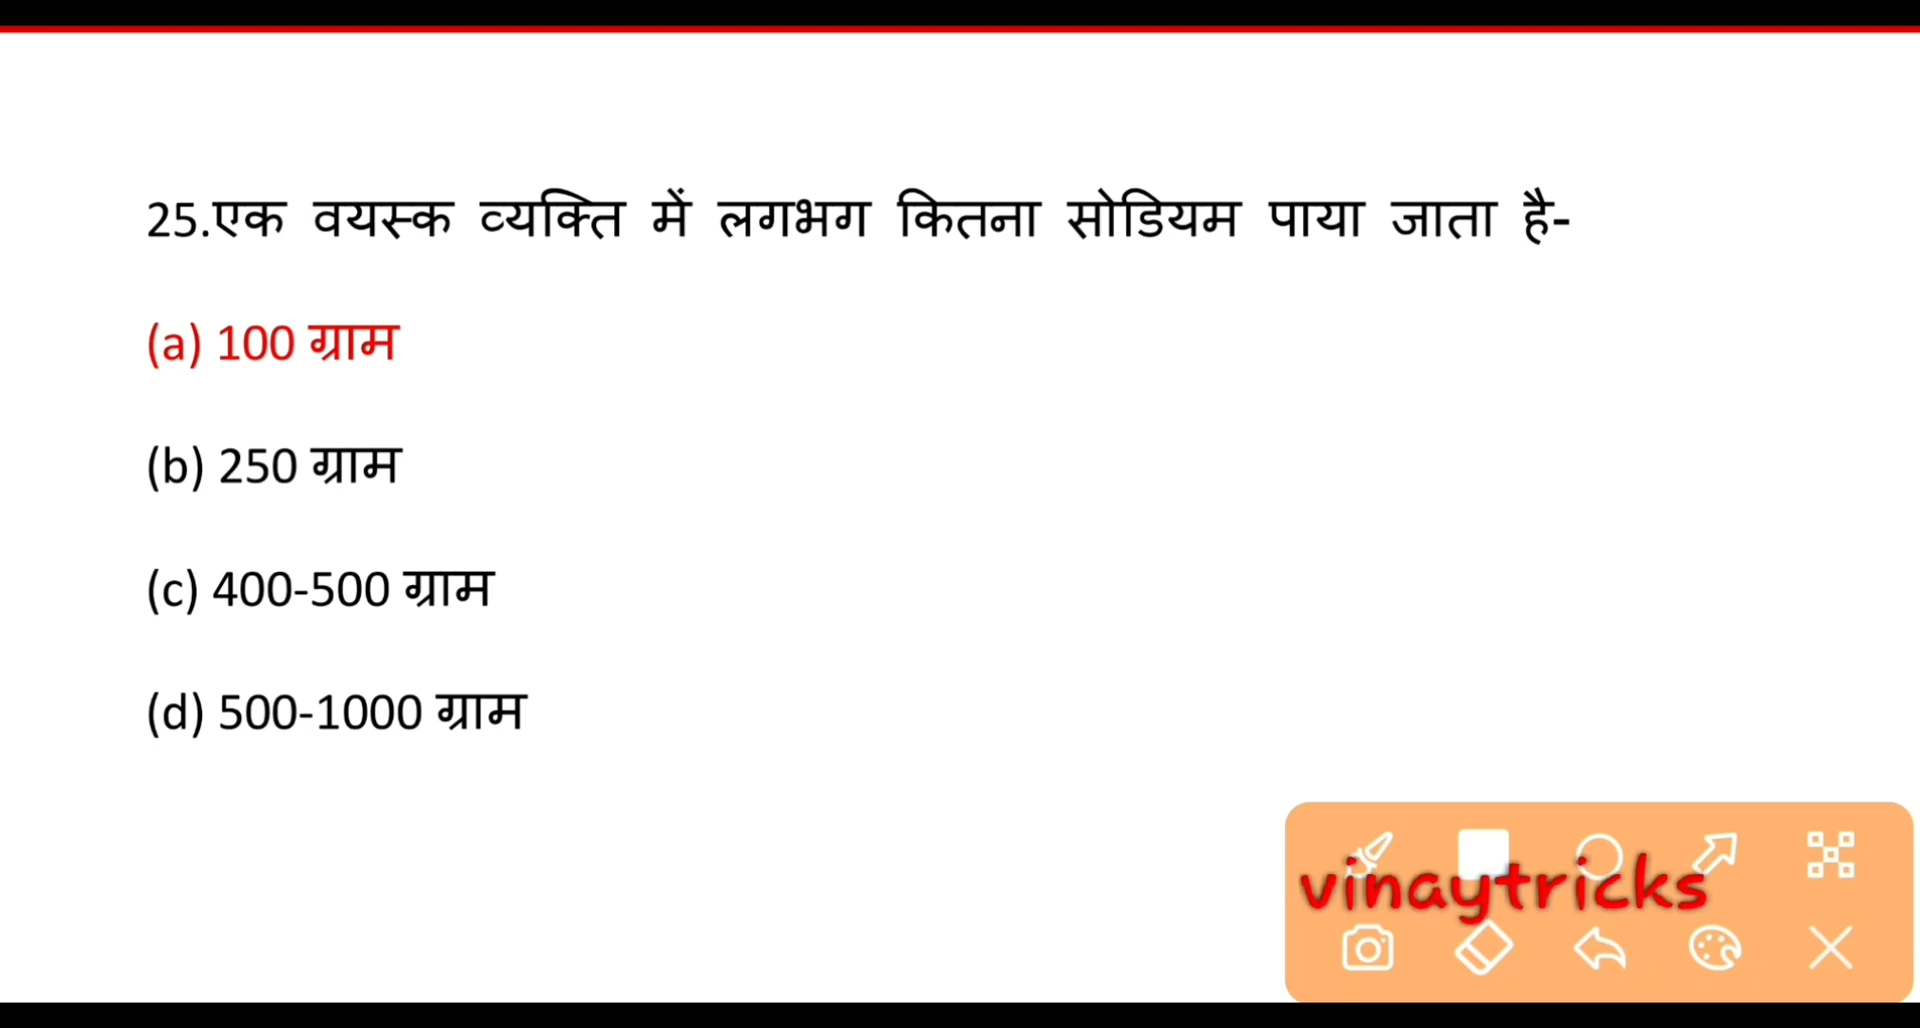 25.एक वयस्क व्यक्ति में लगभग कितना सोडियम पाया जाता है-
(a) 100 ग्राम
(b) 250 ग्राम
(c) 400-500 ग्राम
(d) 500-1000 ग्राम
vinaytricks